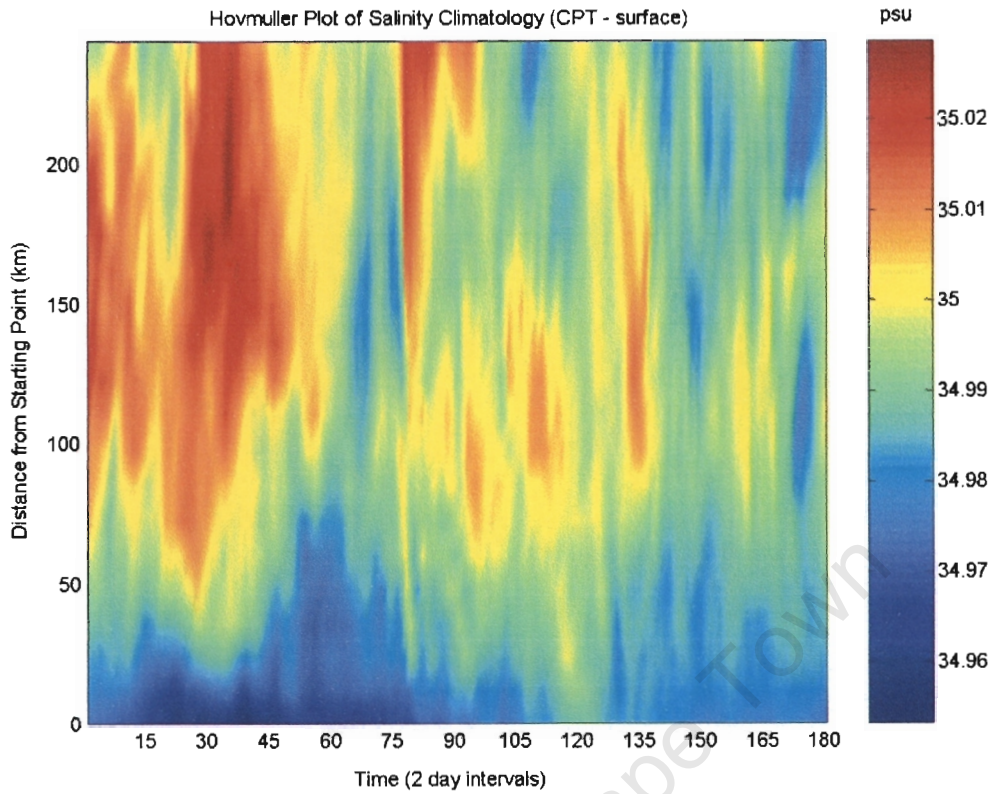 Hovmuller Plot of Salinity Climatology (CPT - surface)
psu
Distance from Starting Point (km)
200
150
100
50
0
15 30 45 60 75 90 105 120 135 150 165 180
Time (2 day intervals)
35.02
35.01
35
34.99
34.98
34.97
34.96
Town